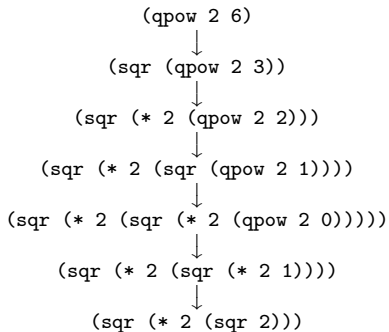 (qpow 2 6)
(sqr (qpow 2 3))
(sqr (* 2 (qpow 2 2)))
(sqr (* 2 (sqr (qpow 2 1))))
(sqr (* 2 (sqr (* 2 (qpow 2 0)))))
(sqr (* 2 (sqr (* 2 1))))
(sqr (* 2 (sqr 2)))